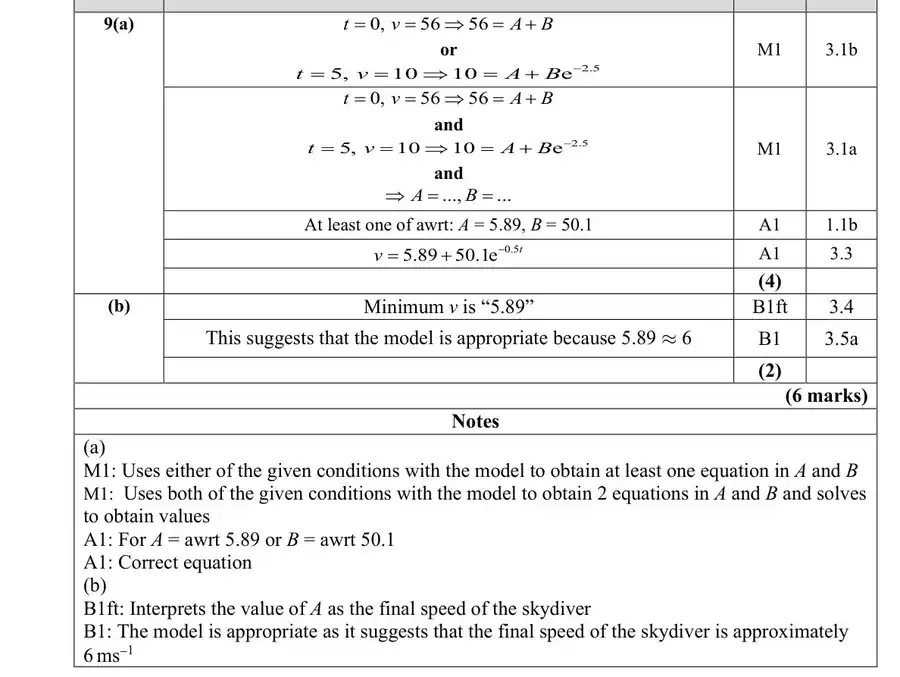 9(a)
t = 0, v = 56 ⇒ 56 = A + B
or
t = 5, v = 10 ⇒ 10 = A + Be^{−2.5}
M1
3.1b
t = 0, v = 56 ⇒ 56 = A + B
and
t = 5, v = 10 ⇒ 10 = A + Be^{−2.5}
and
⇒ A = ..., B = ...
M1
3.1a
At least one of awrt: A = 5.89, B = 50.1
A1
1.1b
v = 5.89 + 50.1e^{−0.5t}
A1
3.3
(4)
(b)
Minimum v is “5.89”
B1ft
3.4
This suggests that the model is appropriate because 5.89 ≈ 6
B1
3.5a
(2)
(6 marks)
Notes
(a)
M1: Uses either of the given conditions with the model to obtain at least one equation in A and B
M1: Uses both of the given conditions with the model to obtain 2 equations in A and B and solves
to obtain values
A1: For A = awrt 5.89 or B = awrt 50.1
A1: Correct equation
(b)
B1ft: Interprets the value of A as the final speed of the skydiver
B1: The model is appropriate as it suggests that the final speed of the skydiver is approximately
6 ms^{−1}